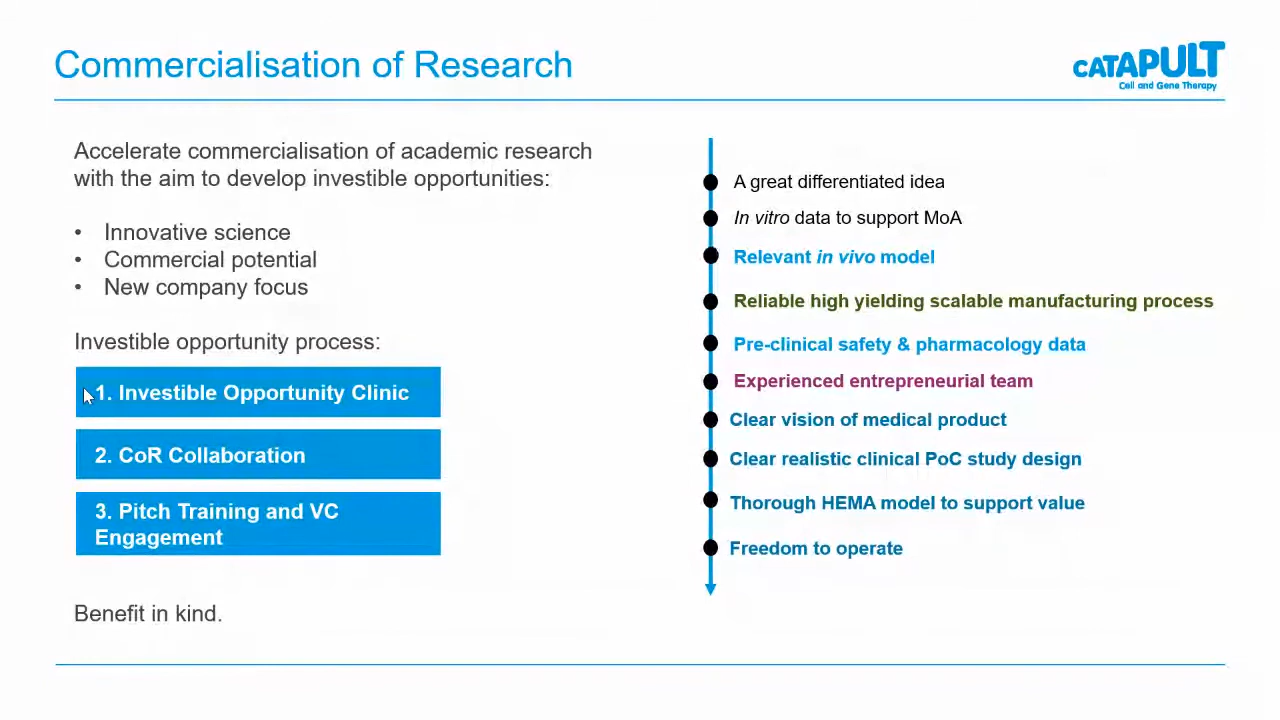 Commercialisation of Research
CATAPULT
Cell and Gene Therapy
Accelerate commercialisation of academic research
with the aim to develop investible opportunities:
• Innovative science
• Commercial potential
• New company focus
Investible opportunity process:
1. Investible Opportunity Clinic
2. CoR Collaboration
3. Pitch Training and VC
Engagement
Benefit in kind.
A great differentiated idea
In vitro data to support MoA
Relevant in vivo model
Reliable high yielding scalable manufacturing process
Pre-clinical safety & pharmacology data
Experienced entrepreneurial team
Clear vision of medical product
Clear realistic clinical PoC study design
Thorough HEMA model to support value
Freedom to operate